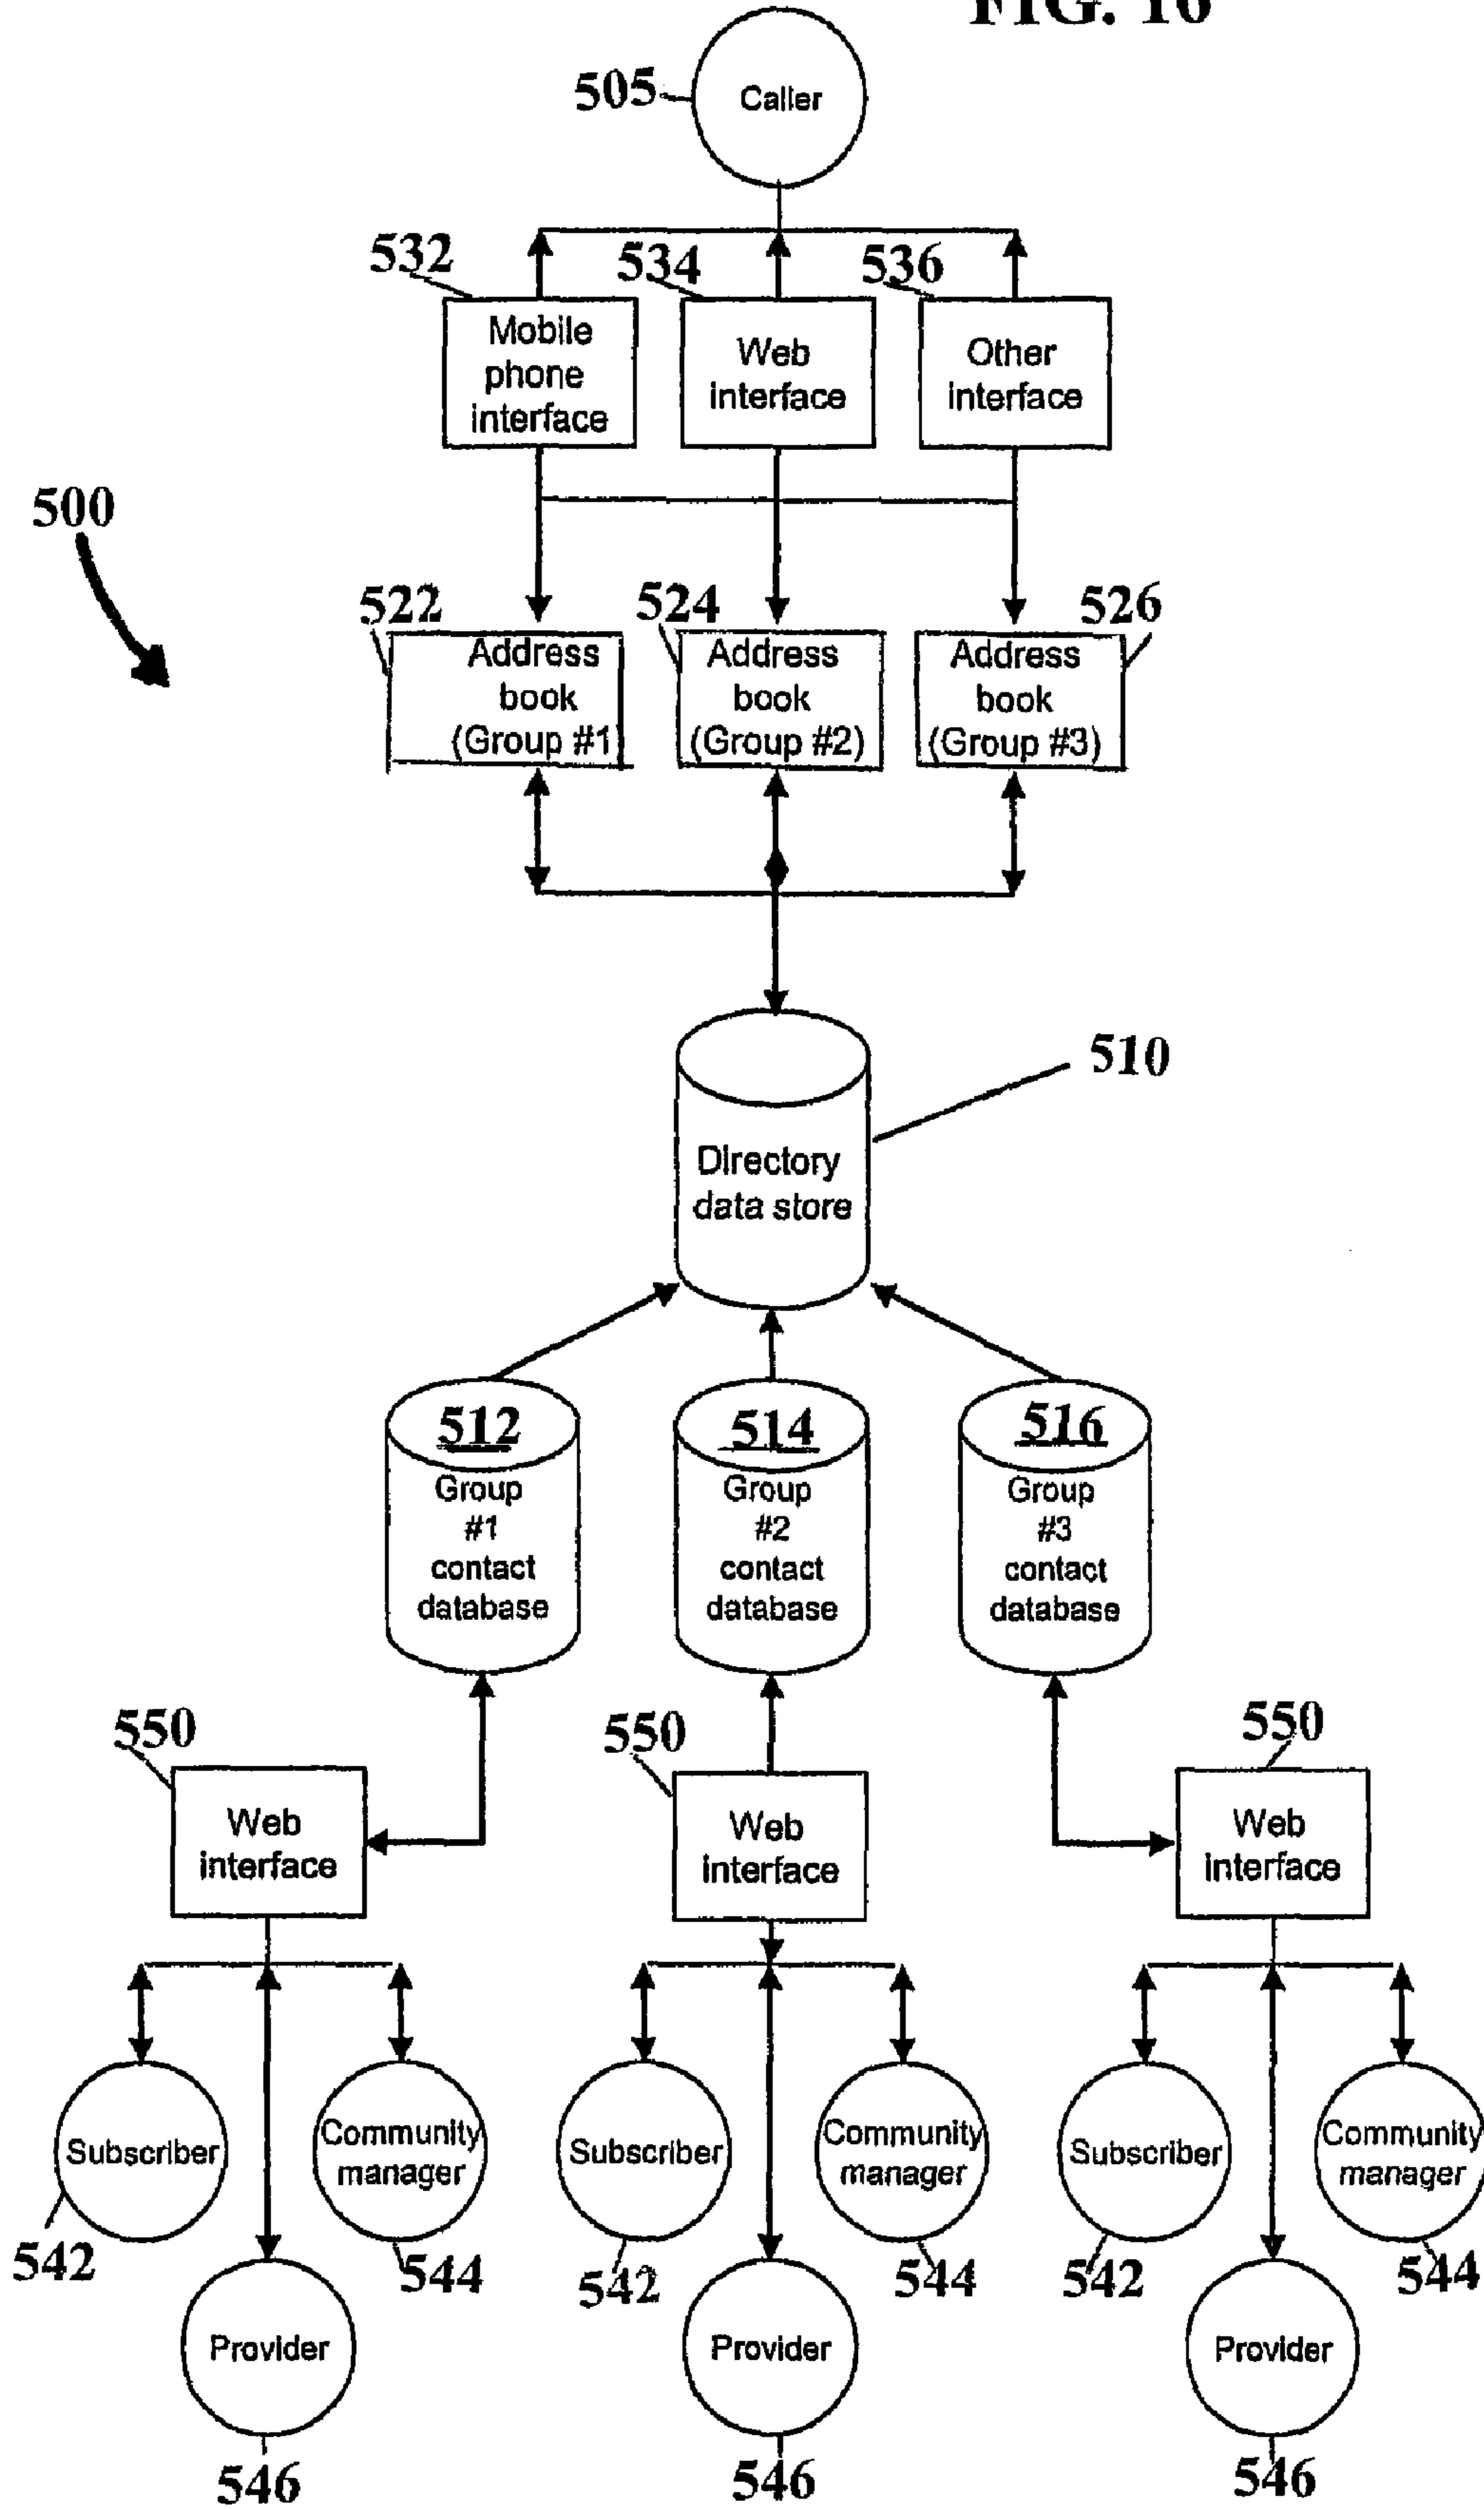 FIG. 10
505
Caller
532
534
536
Mobile
phone
interface
Web
interface
Other
interface
500
522
524
526
Address
book
(Group #1
Address
book
(Group #2)
Address
book
(Group #3)
510
Directory
data store
512
Group
#1
contact
database
514
Group
#2
contact
database
516
Group
#3
contact
database
550
Web
interface
550
Web
interface
550
Web
interface
Subscriber
Community
manager
Subscriber
Community
manager
Subscriber
Community
manager
542
544
542
544
542
544
Provider
Provider
Provider
546
546
546